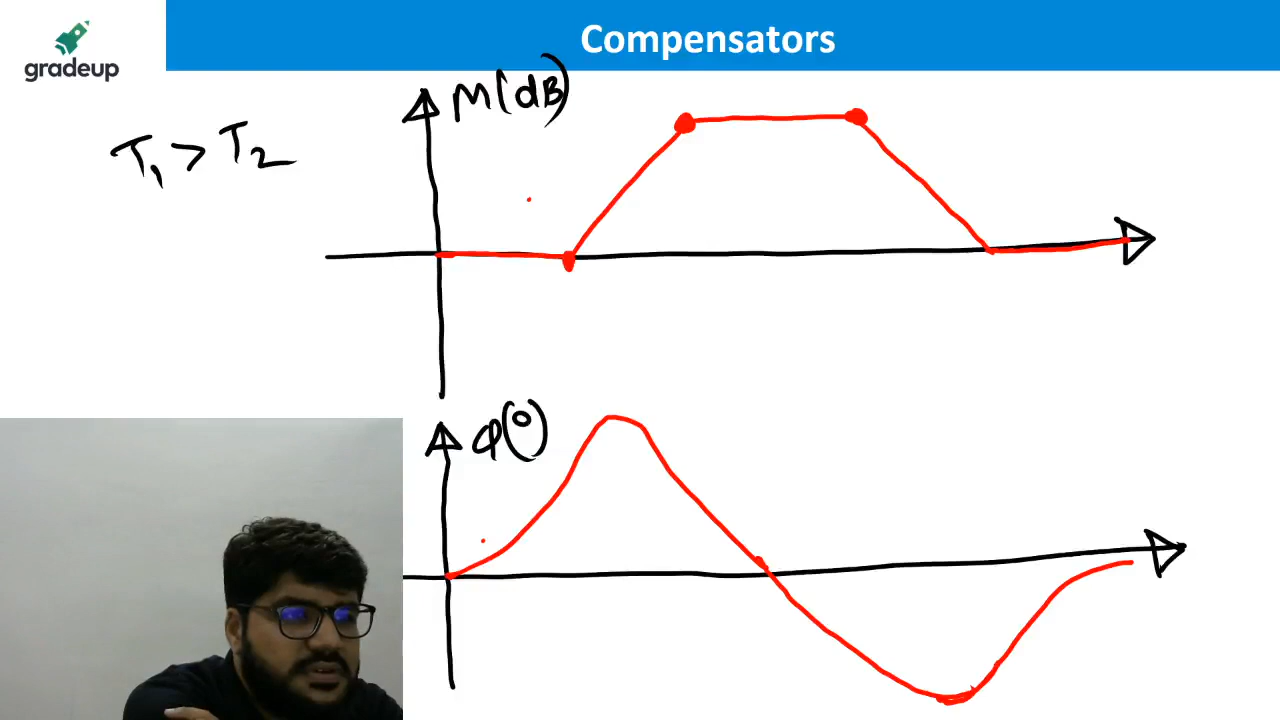 Compensators
gradeup
M(dB)
T₁ > T₂
φ(°)